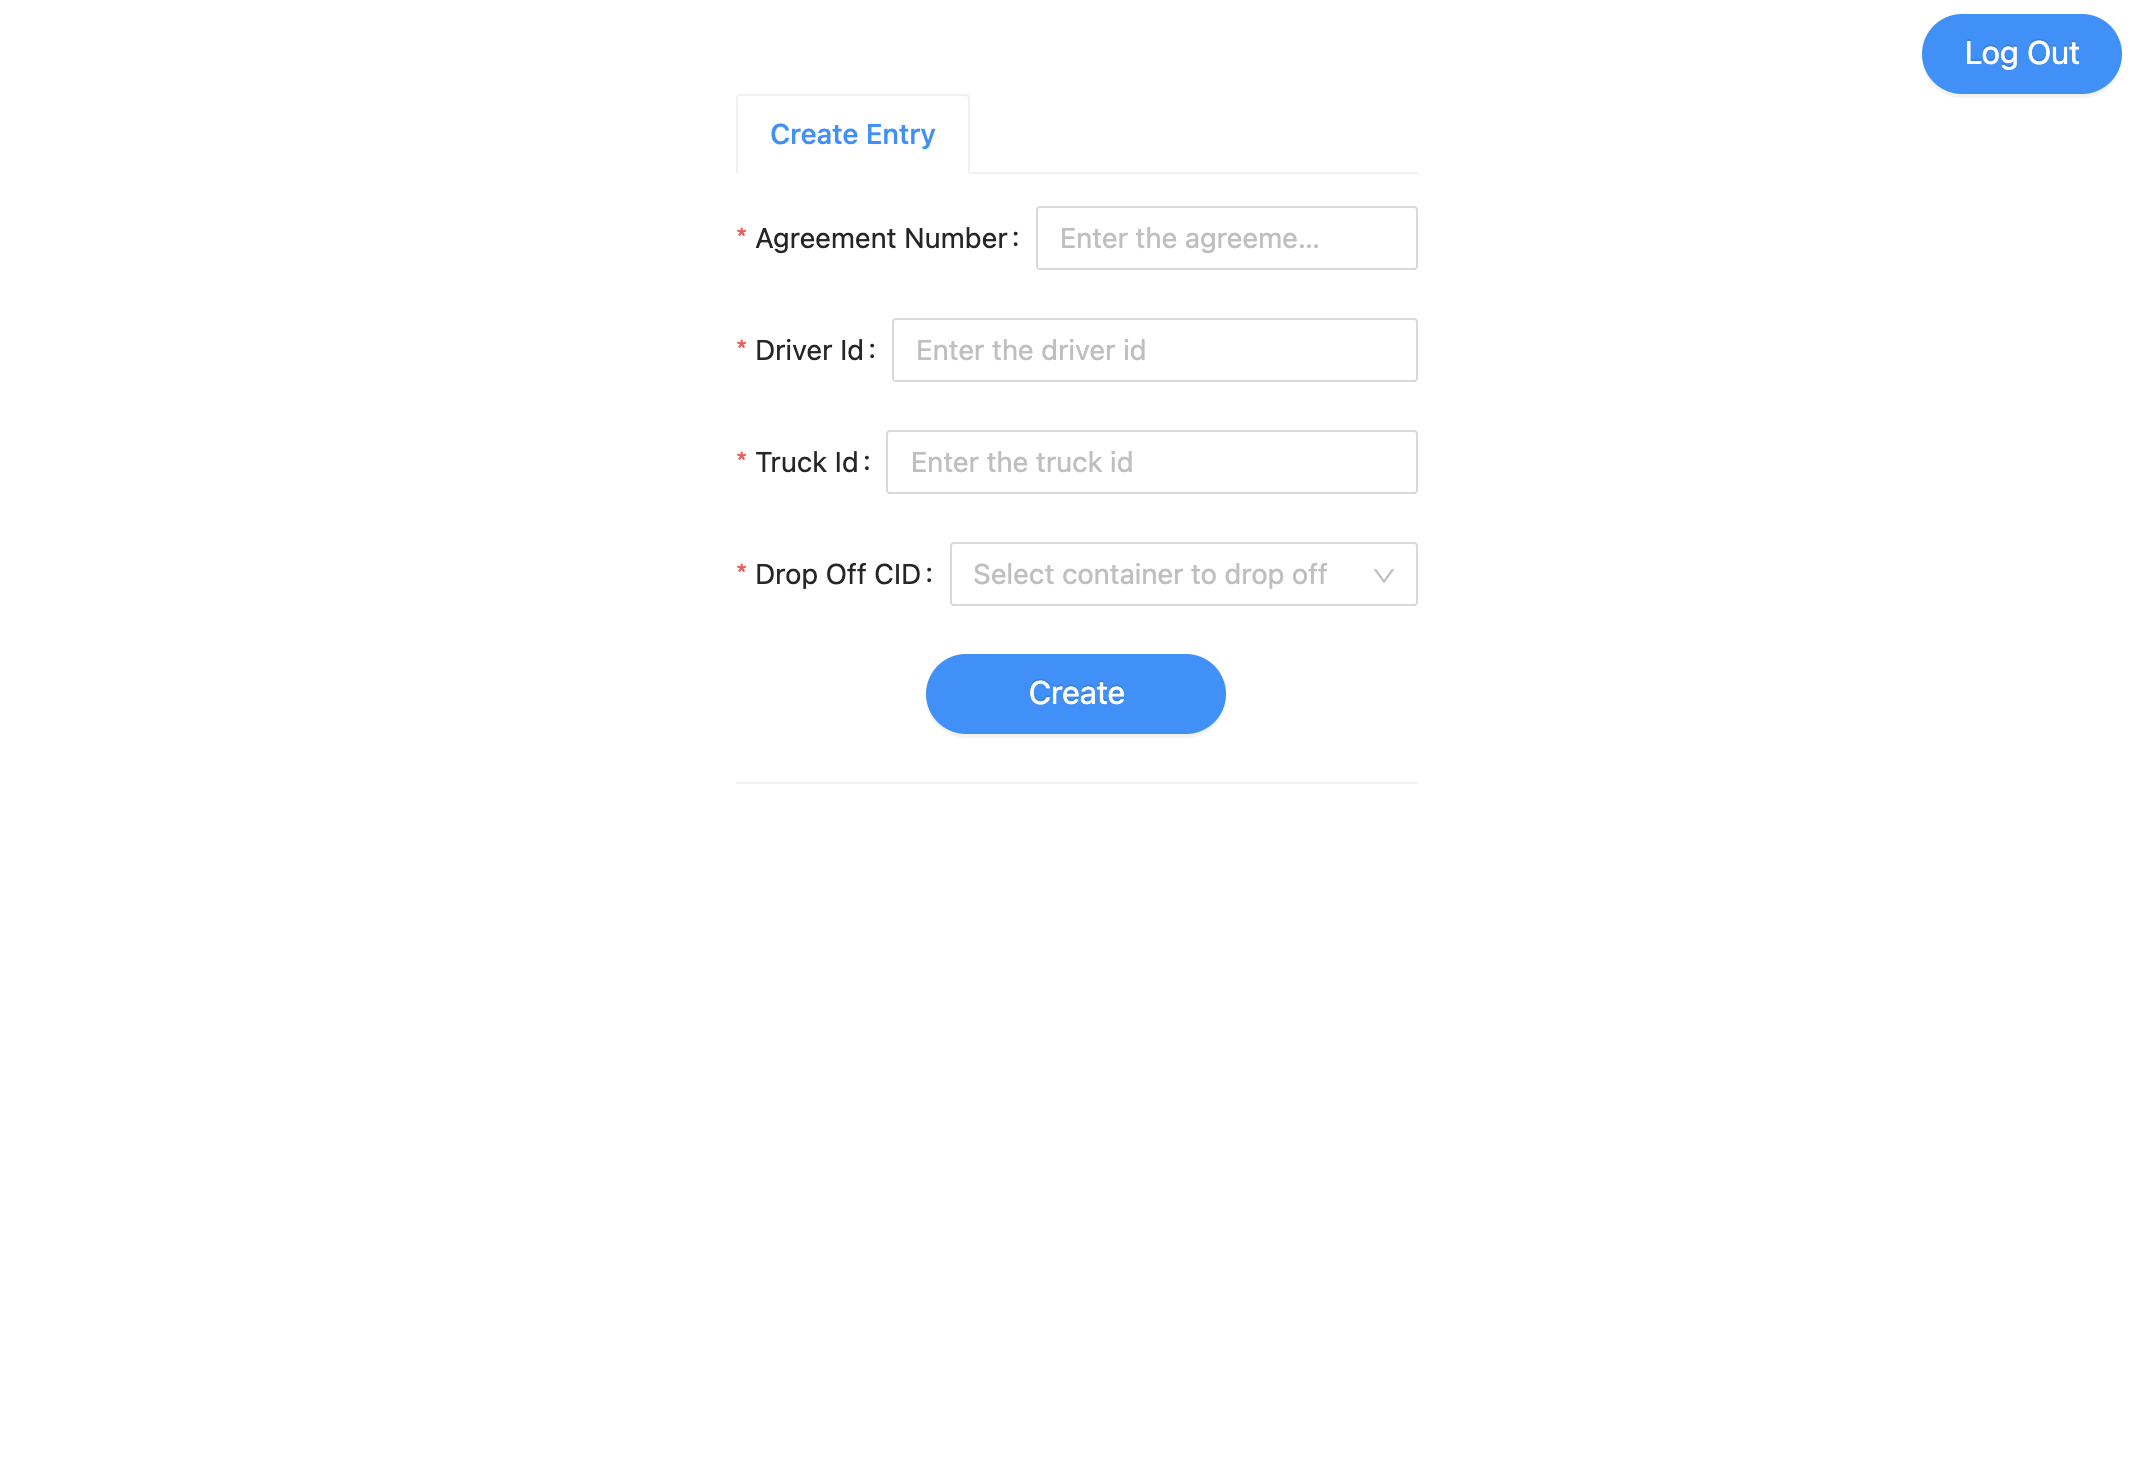 Log Out
Create Entry
* Agreement Number: Enter the agreeme...
* Driver Id: Enter the driver id
* Truck Id: Enter the truck id
* Drop Off CID: Select container to drop off
Create